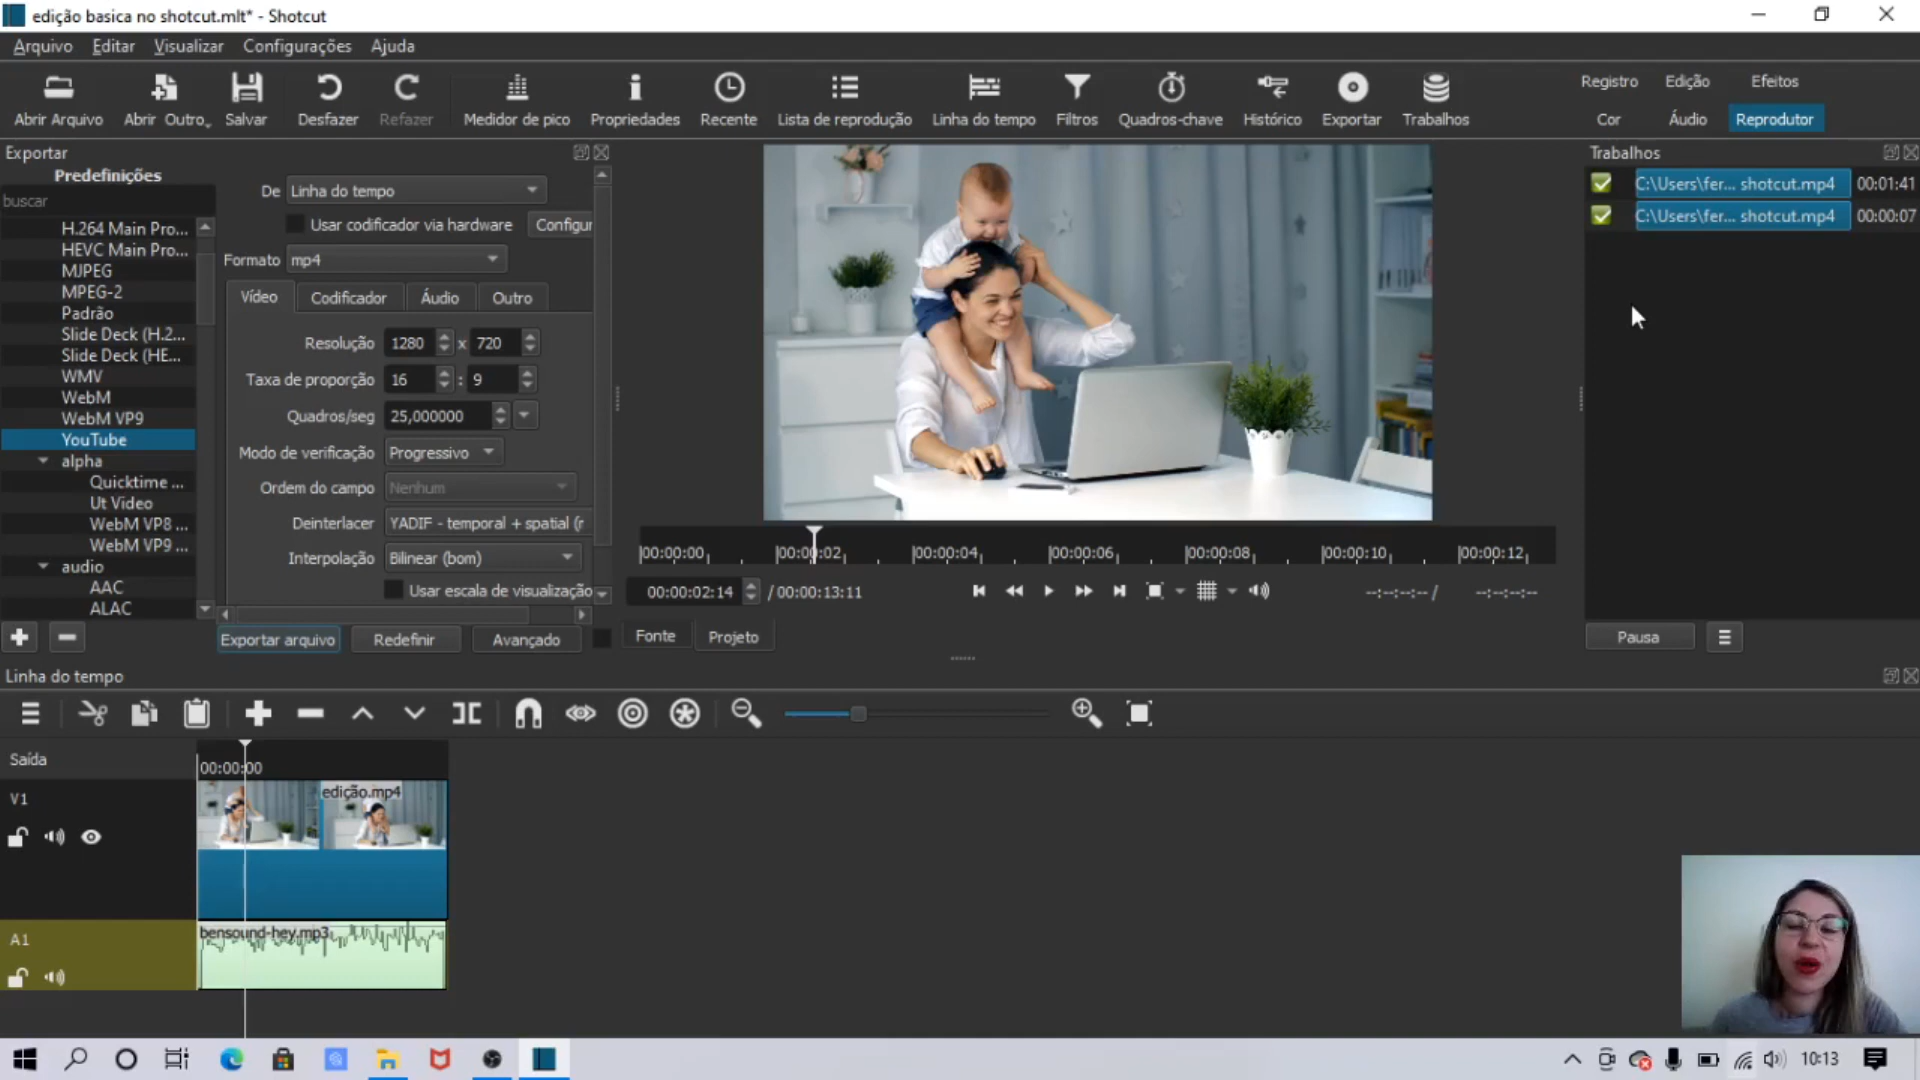 edição basica no shotcut.mlt* - Shotcut
Arquivo Editar Visualizar Configurações Ajuda
Abrir Arquivo Abrir Outro Salvar Desfazer Refazer Medidor de pico Propriedades Recente Lista de reprodução Linha do tempo Filtros Quadros-chave Histórico Exportar Trabalhos
Registro Edição Efeitos
Cor Áudio Reprodutor
Exportar
Predefinições
buscar
H.264 Main Pro...
HEVC Main Pro...
MJPEG
MPEG-2
Padrão
Slide Deck (H.2...
Slide Deck (HE...
WMV
WebM
WebM VP9
YouTube
alpha
Quicktime ...
Ut Video
WebM VP8 ...
WebM VP9 ...
audio
AAC
ALAC
De Linha do tempo
Usar codificador via hardware Configur
Formato mp4
Vídeo Codificador Áudio Outro
Resolução 1280 x 720
Taxa de proporção 16 : 9
Quadros/seg 25,000000
Modo de verificação Progressivo
Ordem do campo Nenhum
Deinterlacer YADIF - temporal + spatial (r
Interpolação Bilinear (bom)
Usar escala de visualização
Exportar arquivo Redefinir Avançado
00:00:00 00:00:02 00:00:04 00:00:06 00:00:08 00:00:10 00:00:12
00:00:02:14 / 00:00:13:11 --:--:--:-- / --:--:--:--
Fonte Projeto
Trabalhos
C:\Users\fer... shotcut.mp4 00:01:41
C:\Users\fer... shotcut.mp4 00:00:07
Pausa
Linha do tempo
Saída
00:00:00
V1
edição.mp4
A1
bensound-hey.mp3
10:13